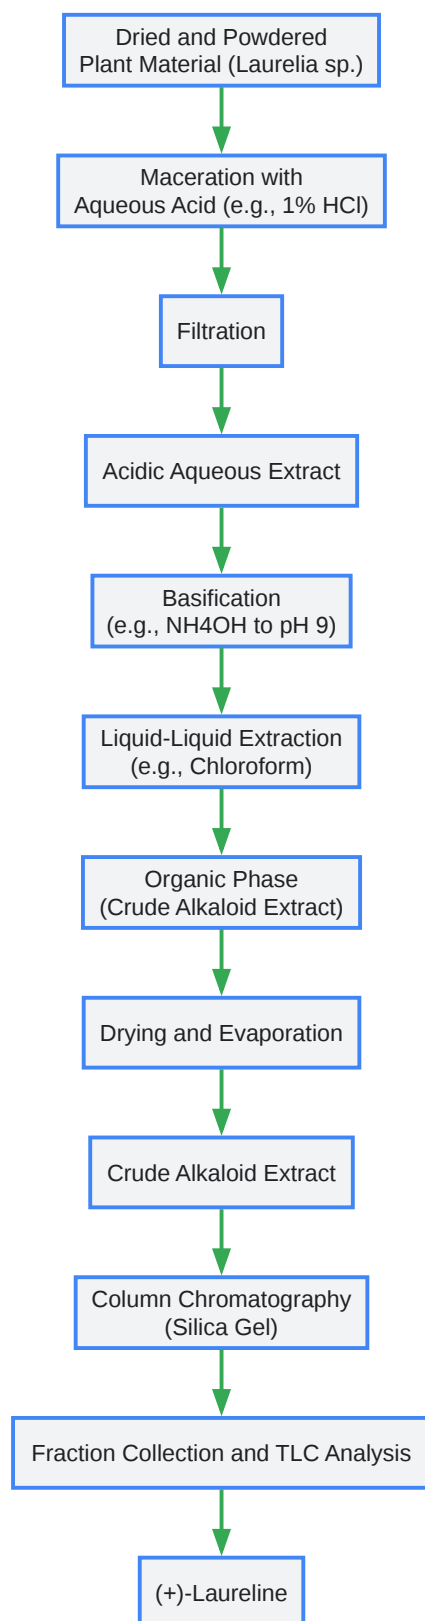 Dried and Powdered
Plant Material (Laurelia sp.)
Maceration with
Aqueous Acid (e.g., 1% HCl)
Filtration
Acidic Aqueous Extract
Basification
(e.g., NH4OH to pH 9)
Liquid-Liquid Extraction
(e.g., Chloroform)
Organic Phase
(Crude Alkaloid Extract)
Drying and Evaporation
Crude Alkaloid Extract
Column Chromatography
(Silica Gel)
Fraction Collection and TLC Analysis
(+)-Laureline